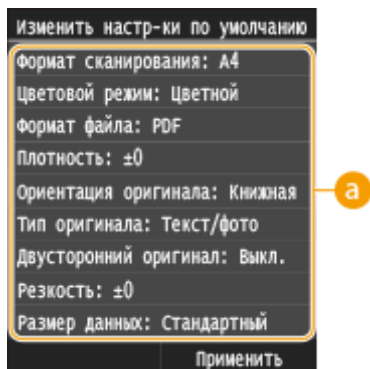 Изменить настр-ки по умолчанию
Формат сканирования: A4
Цветовой режим: Цветной
Формат файла: PDF
Плотность: ±0
Ориентация оригинала: Книжная
a
Тип оригинала: Текст/фото
Двусторонний оригинал: Выкл.
Резкость: ±0
Размер данных: Стандартный
Применить